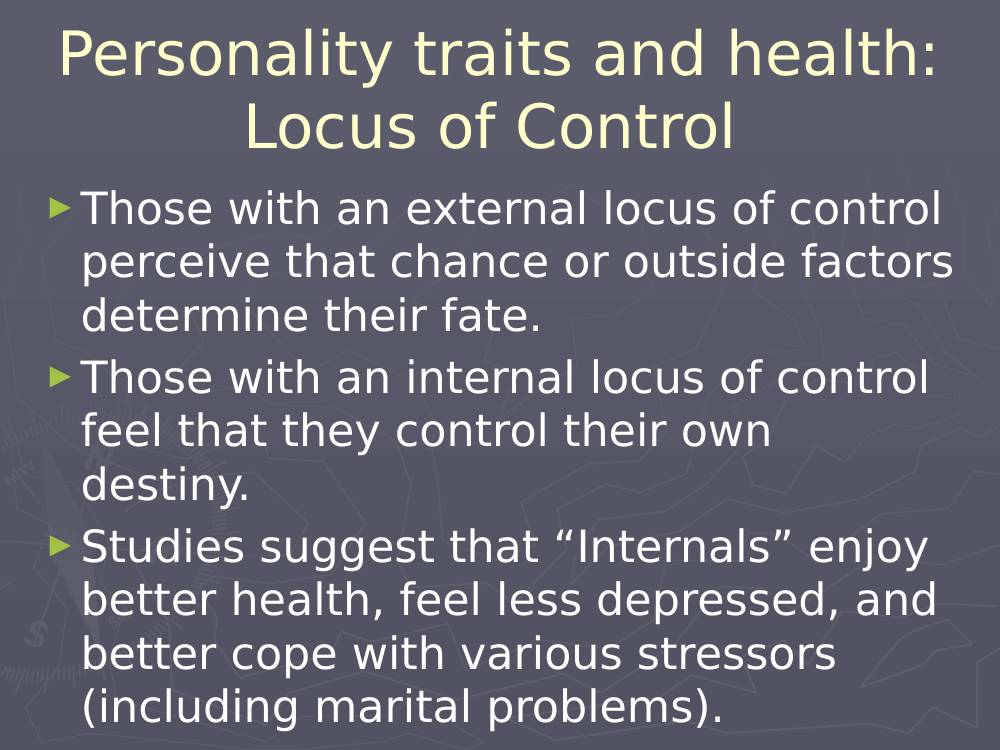 Personality traits and health:
Locus of Control
► Those with an external locus of control
perceive that chance or outside factors
determine their fate.
► Those with an internal locus of control
feel that they control their own
destiny.
► Studies suggest that “Internals” enjoy
better health, feel less depressed, and
better cope with various stressors
(including marital problems).
NW
S